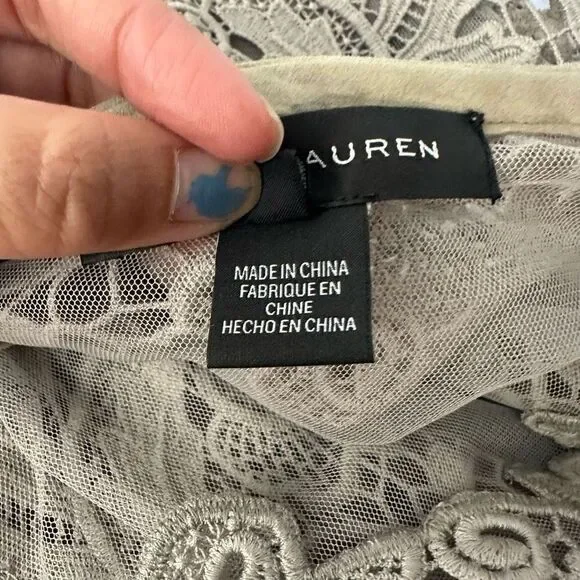 AUREN
MADE IN CHINA
FABRIQUE EN
CHINE
HECHO EN CHINA